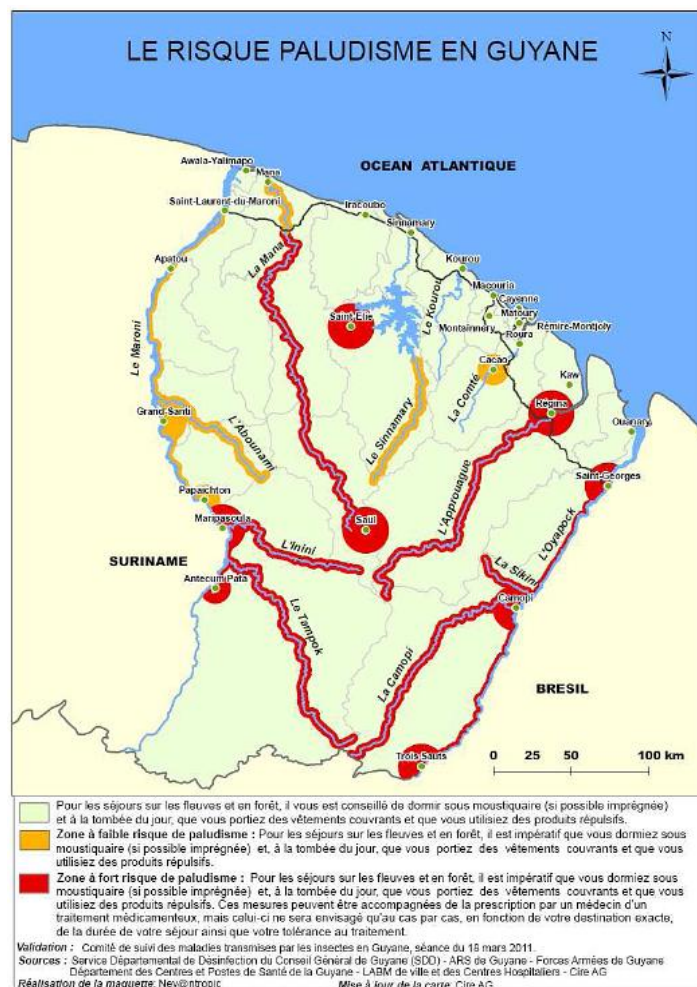 LE RISQUE PALUDISME EN GUYANE
N
OCEAN ATLANTIQUE
Awala-Yalimapo
Mana
Saint-Laurent-du-Maroni
Iracoubo
Sinnamary
Apatou
La Mana
Kourou
Macouria
Cayenne
Matoury
Montsinnery
Rémire-Montjoly
Roura
Le Kourou
Saint-Elie
Le Maroni
Cacao
La Comté
Kaw
Régina
Ouanary
Grand-Santi
L'Abounami
Le Sinnamary
Saint-Georges
Papaïchton
L'Approuague
L'Oyapock
Maripasoula
Saül
SURINAME
L'Inini
La Sikini
Antecum Pata
Camopi
Le Tampok
La Camopi
BRESIL
Trois Sauts
0 25 50 100 km
Pour les séjours sur les fleuves et en forêt, il vous est conseillé de dormir sous moustiquaire (si possible imprégnée)
et à la tombée du jour, que vous portiez des vêtements couvrants et que vous utilisiez des produits répulsifs.
Zone à faible risque de paludisme : Pour les séjours sur les fleuves et en forêt, il est impératif que vous dormiez sous
moustiquaire (si possible imprégnée) et, à la tombée du jour, que vous portiez des vêtements couvrants et que vous
utilisiez des produits répulsifs.
Zone à fort risque de paludisme : Pour les séjours sur les fleuves et en forêt, il est impératif que vous dormiez sous
moustiquaire (si possible imprégnée) et, à la tombée du jour, que vous portiez des vêtements couvrants et que vous
utilisiez des produits répulsifs. Ces mesures peuvent être accompagnées de la prescription par un médecin d'un
traitement médicamenteux, mais celui-ci ne sera envisagé qu'au cas par cas, en fonction de votre destination exacte,
de la durée de votre séjour ainsi que votre tolérance au traitement.
Validation : Comité de suivi des maladies transmises par les insectes en Guyane, séance du 16 mars 2011.
Sources : Service Départemental de Désinfection du Conseil Général de Guyane (SDD) - ARS de Guyane - Forces Armées de Guyane
Département des Centres et Postes de Santé de la Guyane - LABM de ville et des Centres Hospitaliers - Cire AG
Réalisation de la maquette: Nev@ntropic Mise à jour de la carte: Cire AG